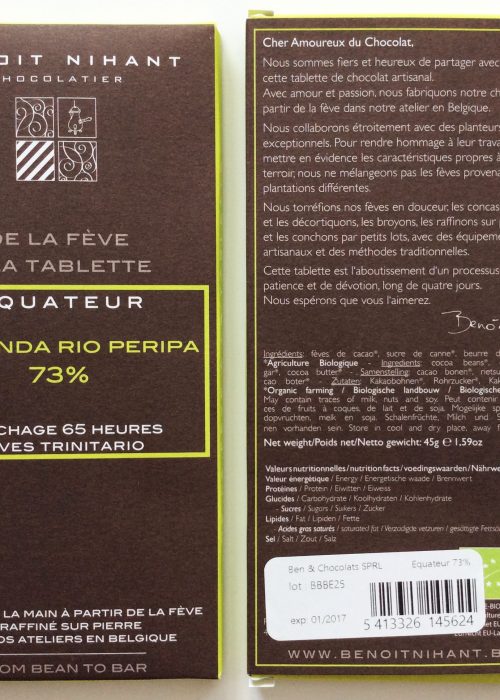 OIT NIHANT
CHOCOLATIER
DE LA FÈVE
LA TABLETTE
QUATEUR
NDA RIO PERIPA
73%
CHAGE 65 HEURES
VES TRINITARIO
LA MAIN À PARTIR DE LA FÈVE
RAFFINÉ SUR PIERRE
OS ATELIERS EN BELGIQUE
OM BEAN TO BAR
Cher Amoureux du Chocolat,
Nous sommes fiers et heureux de partager avec
cette tablette de chocolat artisanal.
Avec amour et passion, nous fabriquons notre ch
partir de la fève dans notre atelier en Belgique.
Nous collaborons étroitement avec des planteurs
exceptionnels. Pour rendre hommage à leur trava
mettre en évidence les caractéristiques propres à
terroir, nous ne mélangeons pas les fèves provena
plantations différentes.
Nous torréfions nos fèves en douceur, les concas
et les décortiquons, les broyons, les raffinons sur p
et les conchons par petits lots, avec des équipeme
artisanaux et des méthodes traditionnelles.
Cette tablette est l'aboutissement d'un processus
patience et de dévotion, long de quatre jours.
Nous espérons que vous l'aimerez.
Benoît
Ingrédients: fèves de cacao*, sucre de canne*, beurre d
*Agriculture Biologique - Ingredients: cocoa beans*,
gar*, cocoa butter* - Samenstelling: cacao bonen*, rietsu
cao boter* - Zutaten: Kakaobohnen*, Rohrzucker*, Kak
*Organic farming / Biologische landbouw / Biologische
May contain traces of milk, nuts and soy. Peut contenir
ces de fruits à coques, de lait et de soja. Mogelijke sp
dopvruchten, melk en soja. Schalenfrüchte, Milch und S
nen vorhanden sein. Store in cool and dry place, away f
Net weight/Poids net/Netto gewicht: 45g ℮ 1,59oz
Valeurs nutritionnelles / nutrition facts / voedingswaarden / Nährwe
Valeur énergétique / Energy / Energetische waade / Brennwert
Protéines / Protein / Eiwitten / Eiweiss
Glucides / Carbohydrate / Koolhydraten / Kohlenhydrate
- Sucres / Sugars / Suikers / Zucker
Lipides / Fat / Lipiden / Fette
- Acides gras saturés / saturated fat / Verzadigde vetzuren / gesättigte Fetts
Sel / Salt / Zout / Salz
Ben & Chocolats SPRL
Equateur 73%
lot : BBBE25
exp. 01/2017
5 413326 145624
WWW.BENOITNIHANT.B